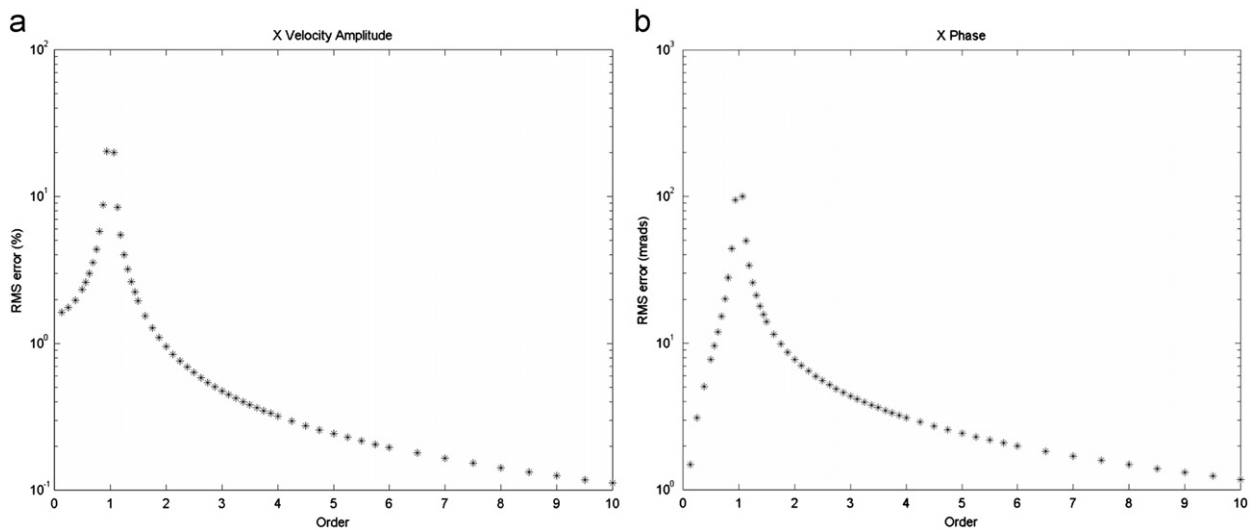 a
X Velocity Amplitude
10^2
10^1
10^0
10^-1
RMS error (%)
0 1 2 3 4 5 6 7 8 9 10
Order
b
X Phase
10^3
10^2
10^1
10^0
RMS error (mrads)
0 1 2 3 4 5 6 7 8 9 10
Order